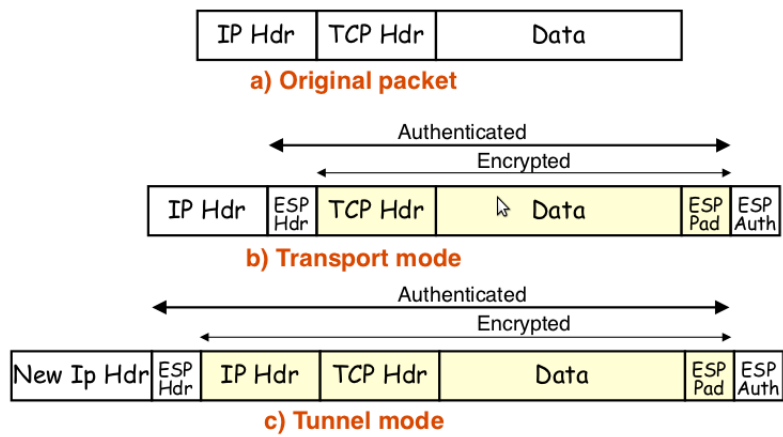 IP Hdr TCP Hdr Data
a) Original packet
Authenticated
Encrypted
IP Hdr ESP Hdr TCP Hdr Data ESP Pad ESP Auth
b) Transport mode
Authenticated
Encrypted
New Ip Hdr ESP Hdr IP Hdr TCP Hdr Data ESP Pad ESP Auth
c) Tunnel mode